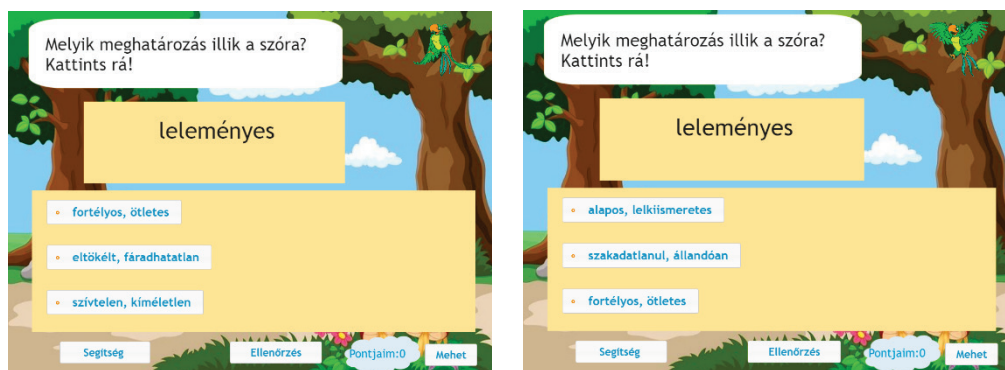 Melyik meghatározás illik a szóra?
Kattints rá!
leleményes
fortélyos, ötletes
eltökélt, fáradhatatlan
szívtelen, kíméletlen
Segítség
Ellenőrzés
Pontjaim:0
Mehet
Melyik meghatározás illik a szóra?
Kattints rá!
leleményes
alapos, lelkiismeretes
szakadatlanul, állandóan
fortélyos, ötletes
Segítség
Ellenőrzés
Pontjaim:0
Mehet